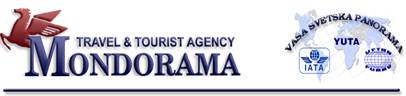 TRAVEL & TOURIST AGENCY
MONDORAMA
VAŠA SVETSKA PANORAMA
YUTA
IATA